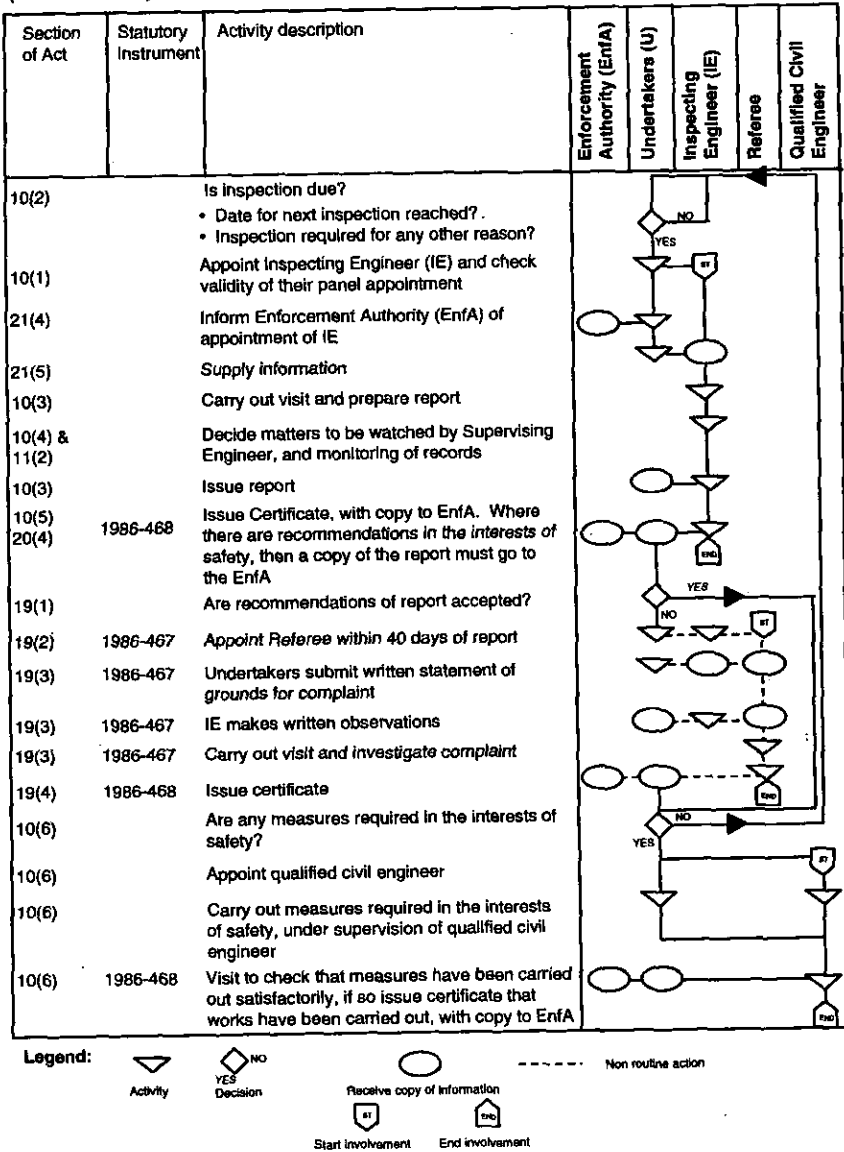 Section of Act
Statutory Instrument
Activity description
Enforcement Authority (EnfA)
Undertakers (U)
Inspecting Engineer (IE)
Referee
Qualified Civil Engineer
10(2)
Is inspection due?
• Date for next inspection reached?
• Inspection required for any other reason?
NO
YES
10(1)
Appoint Inspecting Engineer (IE) and check
validity of their panel appointment
ST
21(4)
Inform Enforcement Authority (EnfA) of
appointment of IE
21(5)
Supply information
10(3)
Carry out visit and prepare report
10(4) &
11(2)
Decide matters to be watched by Supervising
Engineer, and monitoring of records
10(3)
Issue report
10(5)
20(4)
1986-468
Issue Certificate, with copy to EnfA. Where
there are recommendations in the interests of
safety, then a copy of the report must go to
the EnfA
END
19(1)
Are recommendations of report accepted?
YES
NO
19(2)
1986-467
Appoint Referee within 40 days of report
ST
19(3)
1986-467
Undertakers submit written statement of
grounds for complaint
19(3)
1986-467
IE makes written observations
19(3)
1986-467
Carry out visit and investigate complaint
19(4)
1986-468
Issue certificate
END
10(6)
Are any measures required in the interests of
safety?
NO
YES
10(6)
Appoint qualified civil engineer
ST
10(6)
Carry out measures required in the interests
of safety, under supervision of qualified civil
engineer
10(6)
1986-468
Visit to check that measures have been carried
out satisfactorily, if so issue certificate that
works have been carried out, with copy to EnfA
END
Legend:
Activity
NO
YES
Decision
Receive copy of information
Non routine action
ST
Start involvement
END
End involvement